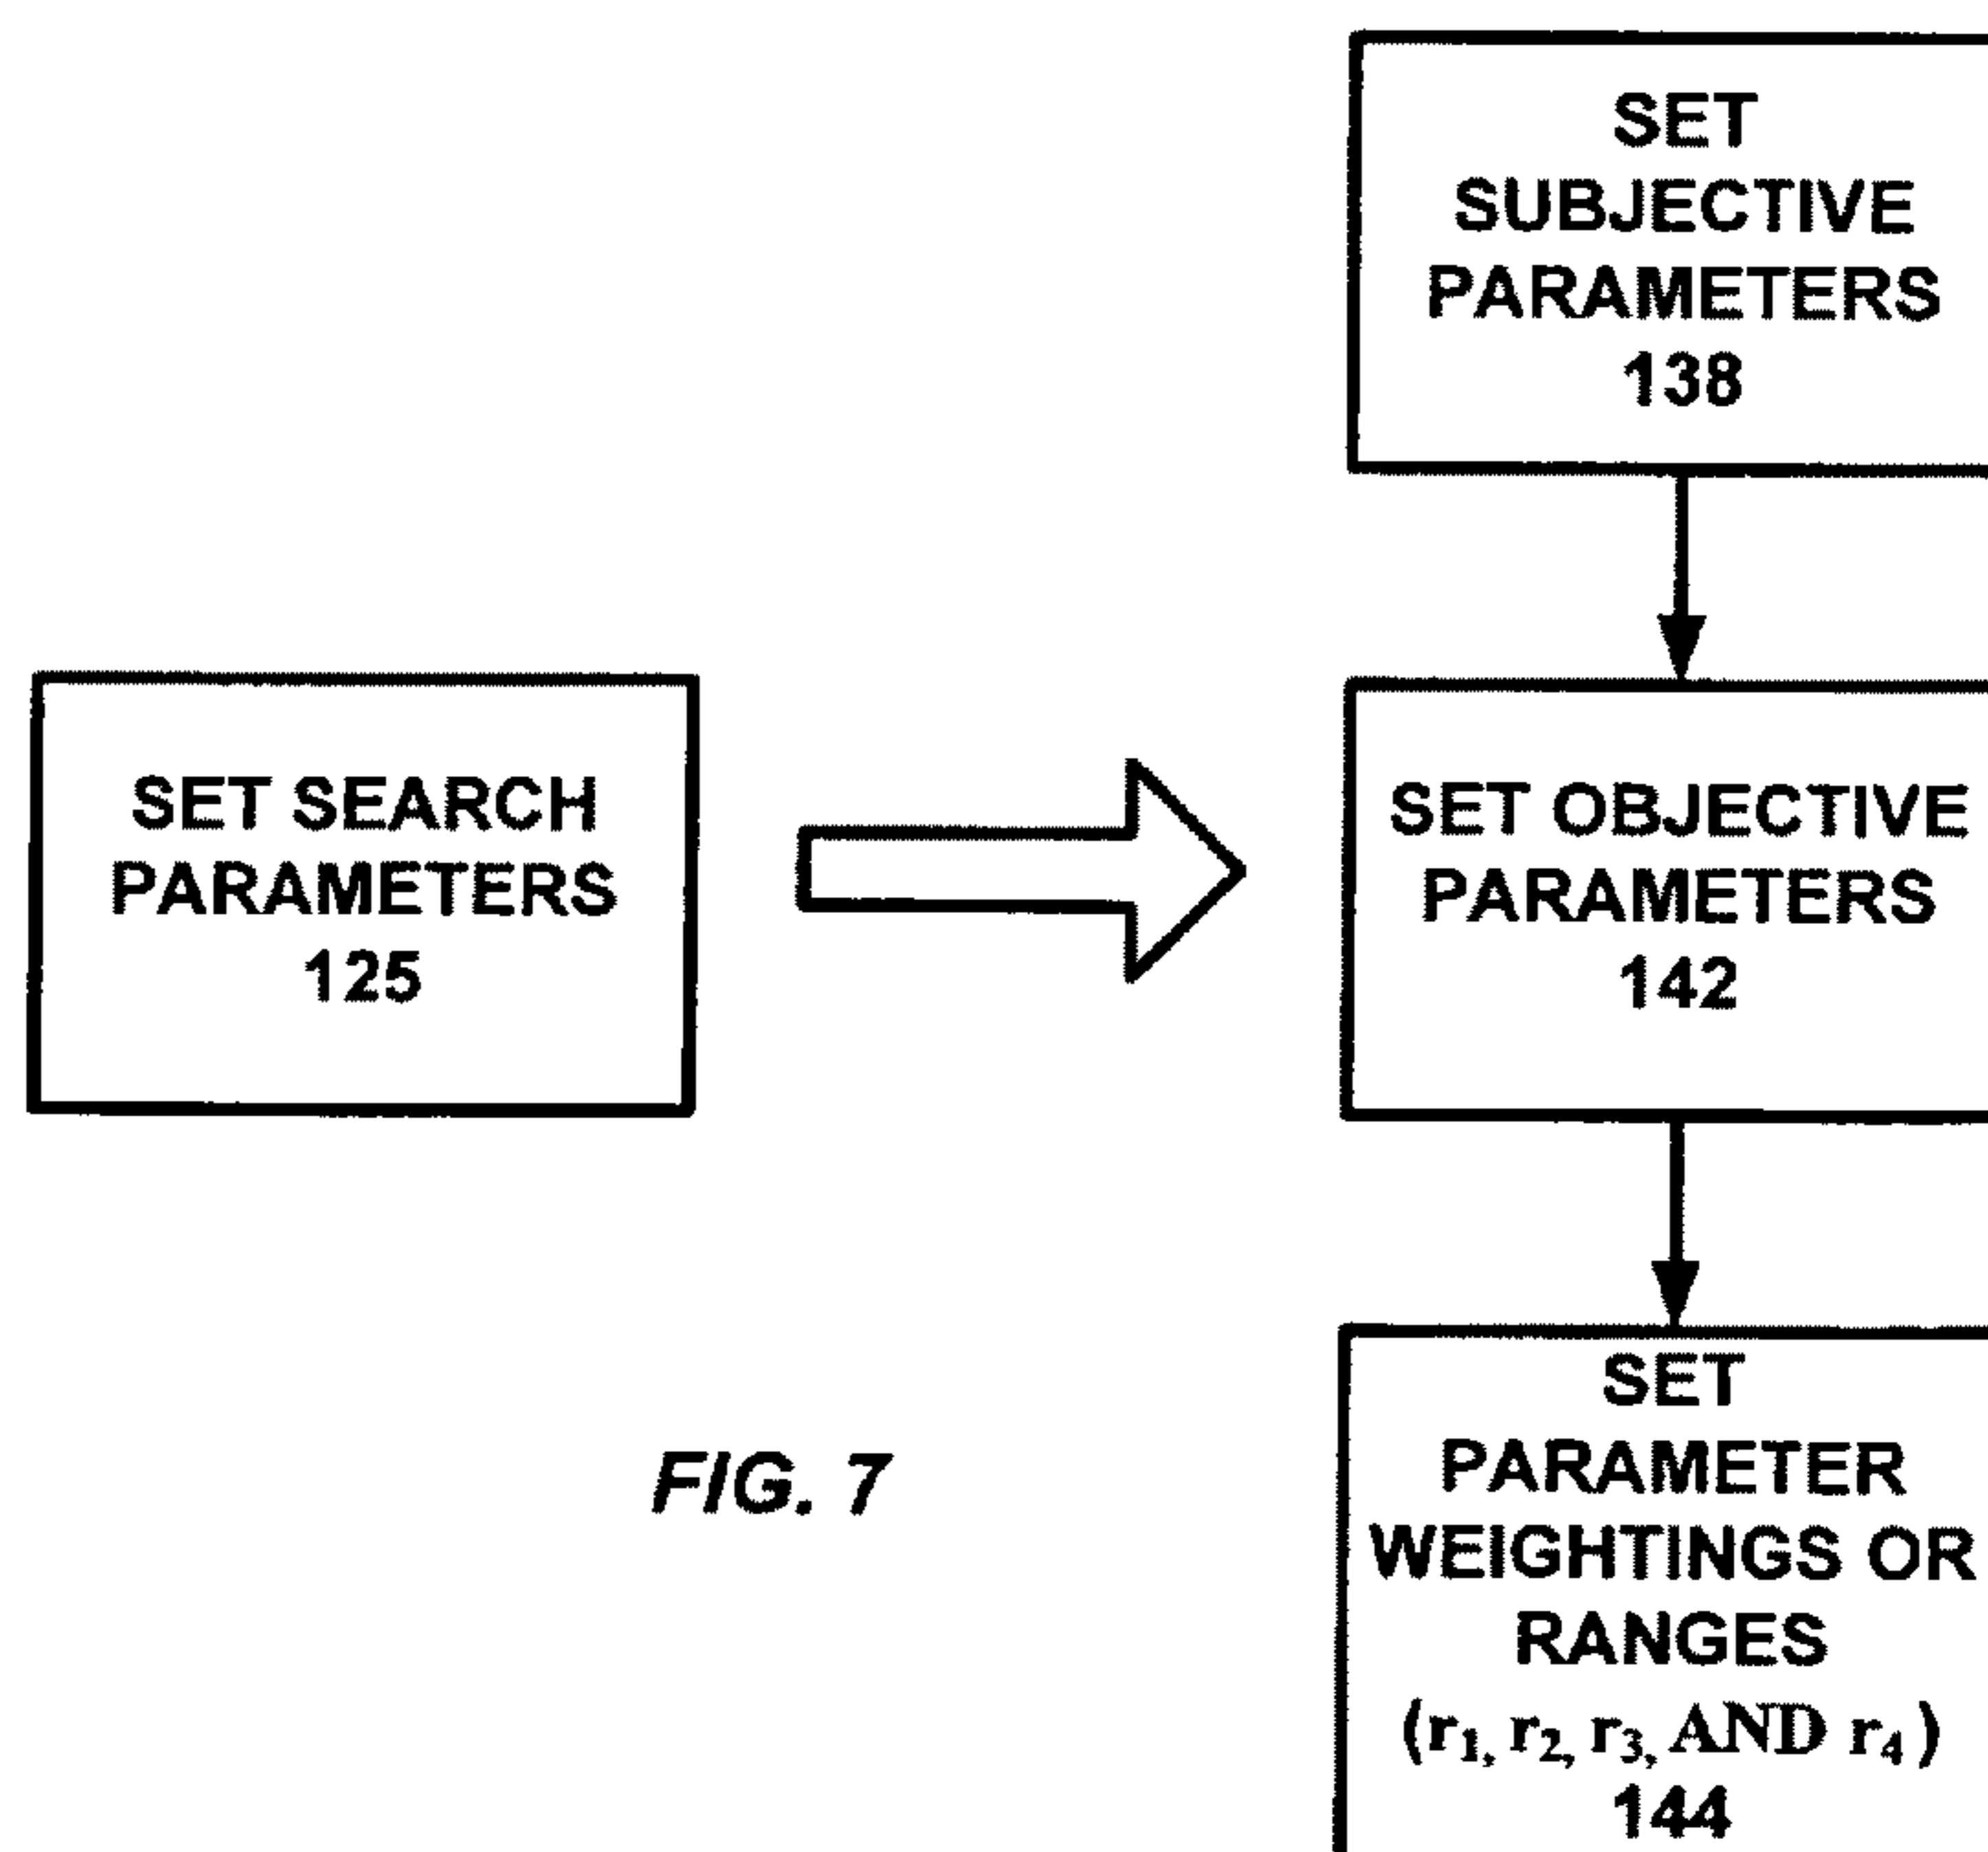 SET
SUBJECTIVE
PARAMETERS
138
SET SEARCH
PARAMETERS
125
SET OBJECTIVE
PARAMETERS
142
SET
PARAMETER
WEIGHTINGS OR
RANGES
(r₁, r₂, r₃, AND r₄)
144
FIG. 7